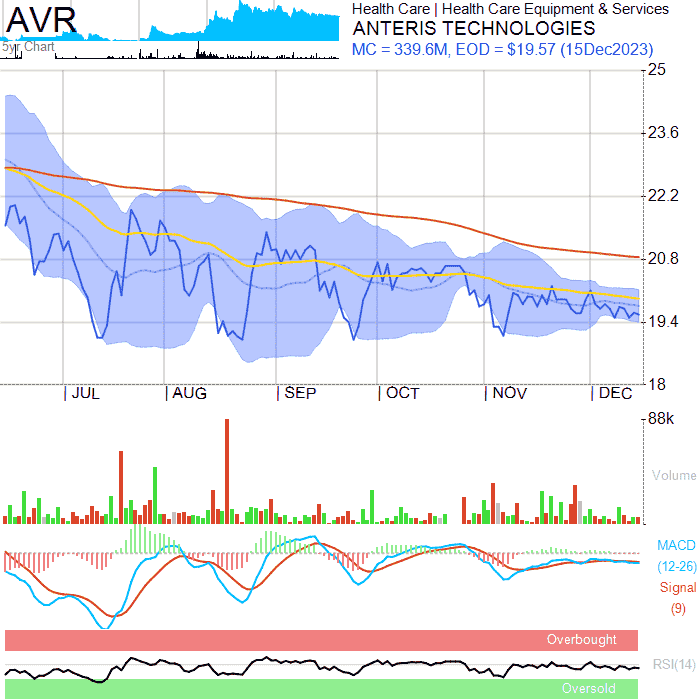 AVR
5yr Chart
Health Care | Health Care Equipment & Services
ANTERIS TECHNOLOGIES
MC = 339.6M, EOD = $19.57 (15Dec2023)
25
23.6
22.2
20.8
19.4
18
JUL AUG SEP OCT NOV DEC
88k
Volume
MACD
(12-26)
Signal
(9)
Overbought
RSI(14)
Oversold